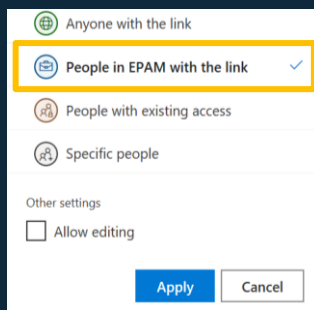 Anyone with the link
People in EPAM with the link
People with existing access
Specific people
Other settings
Allow editing
Apply
Cancel